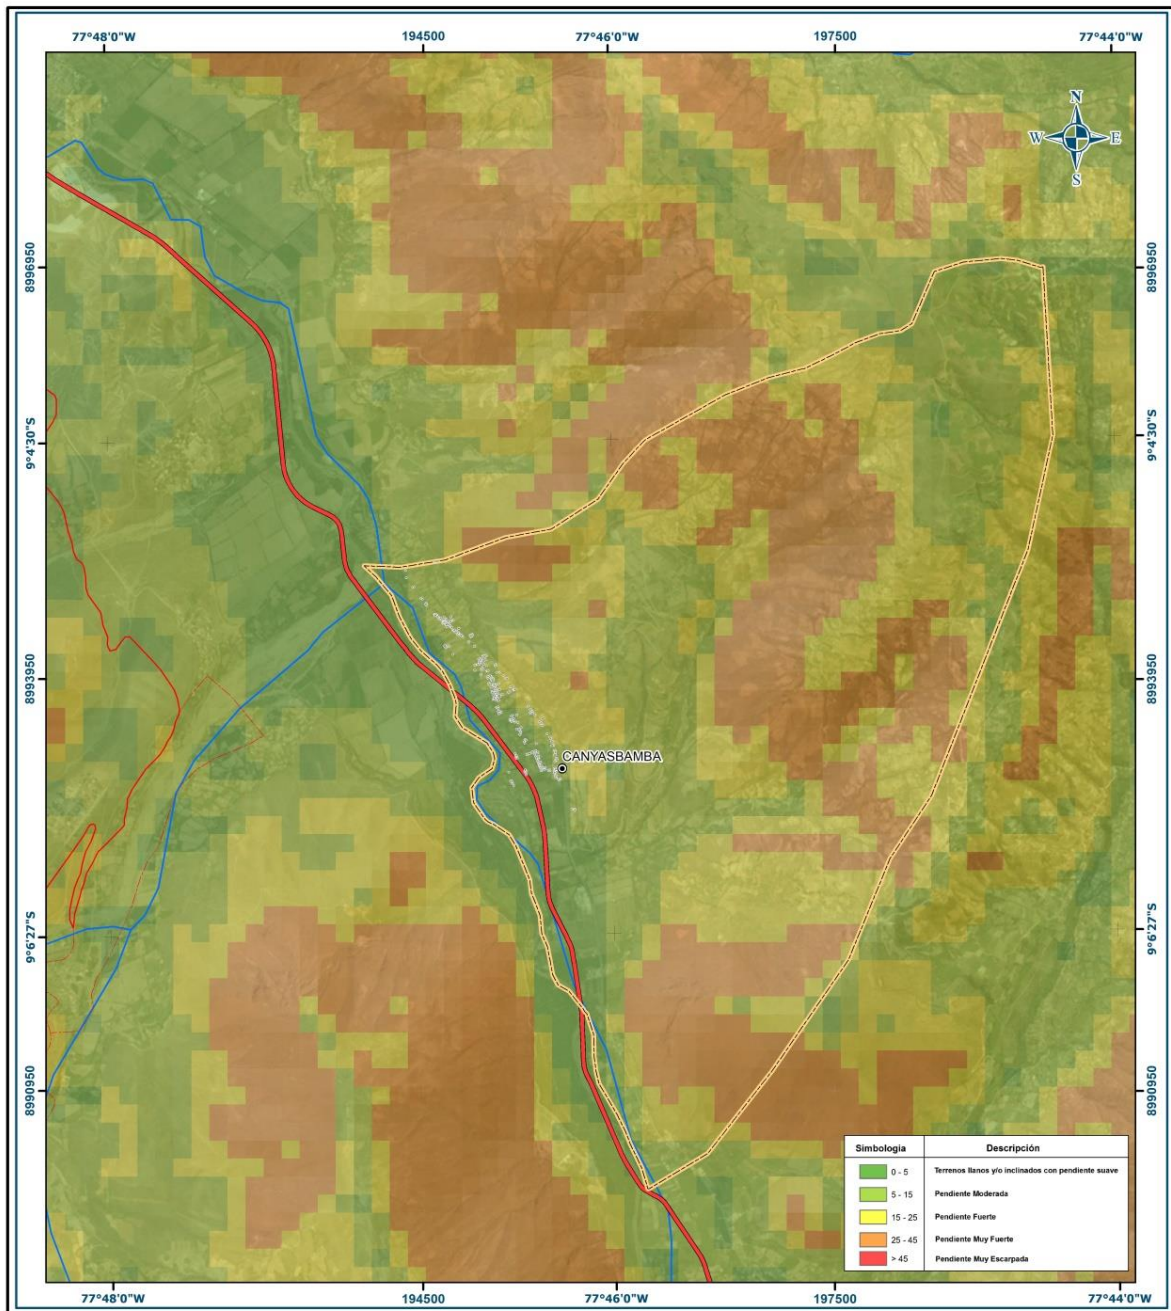 77°48'0"W 194500 77°46'0"W 197500 77°44'0"W
N
W E
S
8996950 8996950
9°4'30"S 9°4'30"S
8993950 8993950
CANYASBAMBA
9°6'27"S 9°6'27"S
8990950 8990950
Simbologia Descripción
0 - 5 Terrenos llanos y/o inclinados con pendiente suave
5 - 15 Pendiente Moderada
15 - 25 Pendiente Fuerte
25 - 45 Pendiente Muy Fuerte
> 45 Pendiente Muy Escarpada
77°48'0"W 194500 77°46'0"W 197500 77°44'0"W